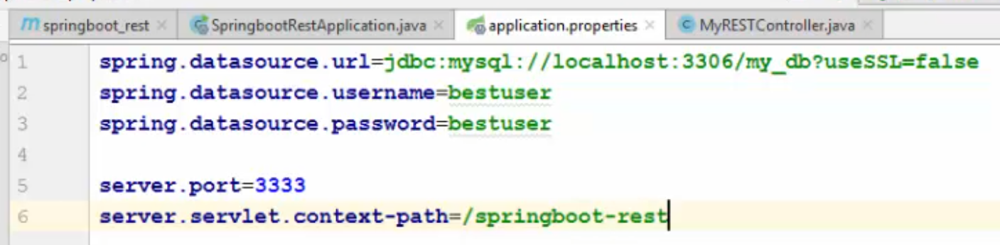 springboot_rest SpringbootRestApplication.java application.properties MyRESTController.java
1 spring.datasource.url=jdbc:mysql://localhost:3306/my_db?useSSL=false
2 spring.datasource.username=bestuser
3 spring.datasource.password=bestuser
4
5 server.port=3333
6 server.servlet.context-path=/springboot-rest